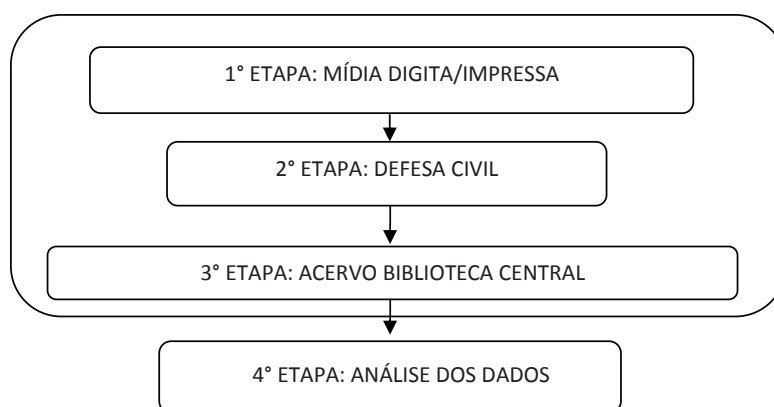 1° ETAPA: MÍDIA DIGITA/IMPRESSA
2° ETAPA: DEFESA CIVIL
3° ETAPA: ACERVO BIBLIOTECA CENTRAL
4° ETAPA: ANÁLISE DOS DADOS